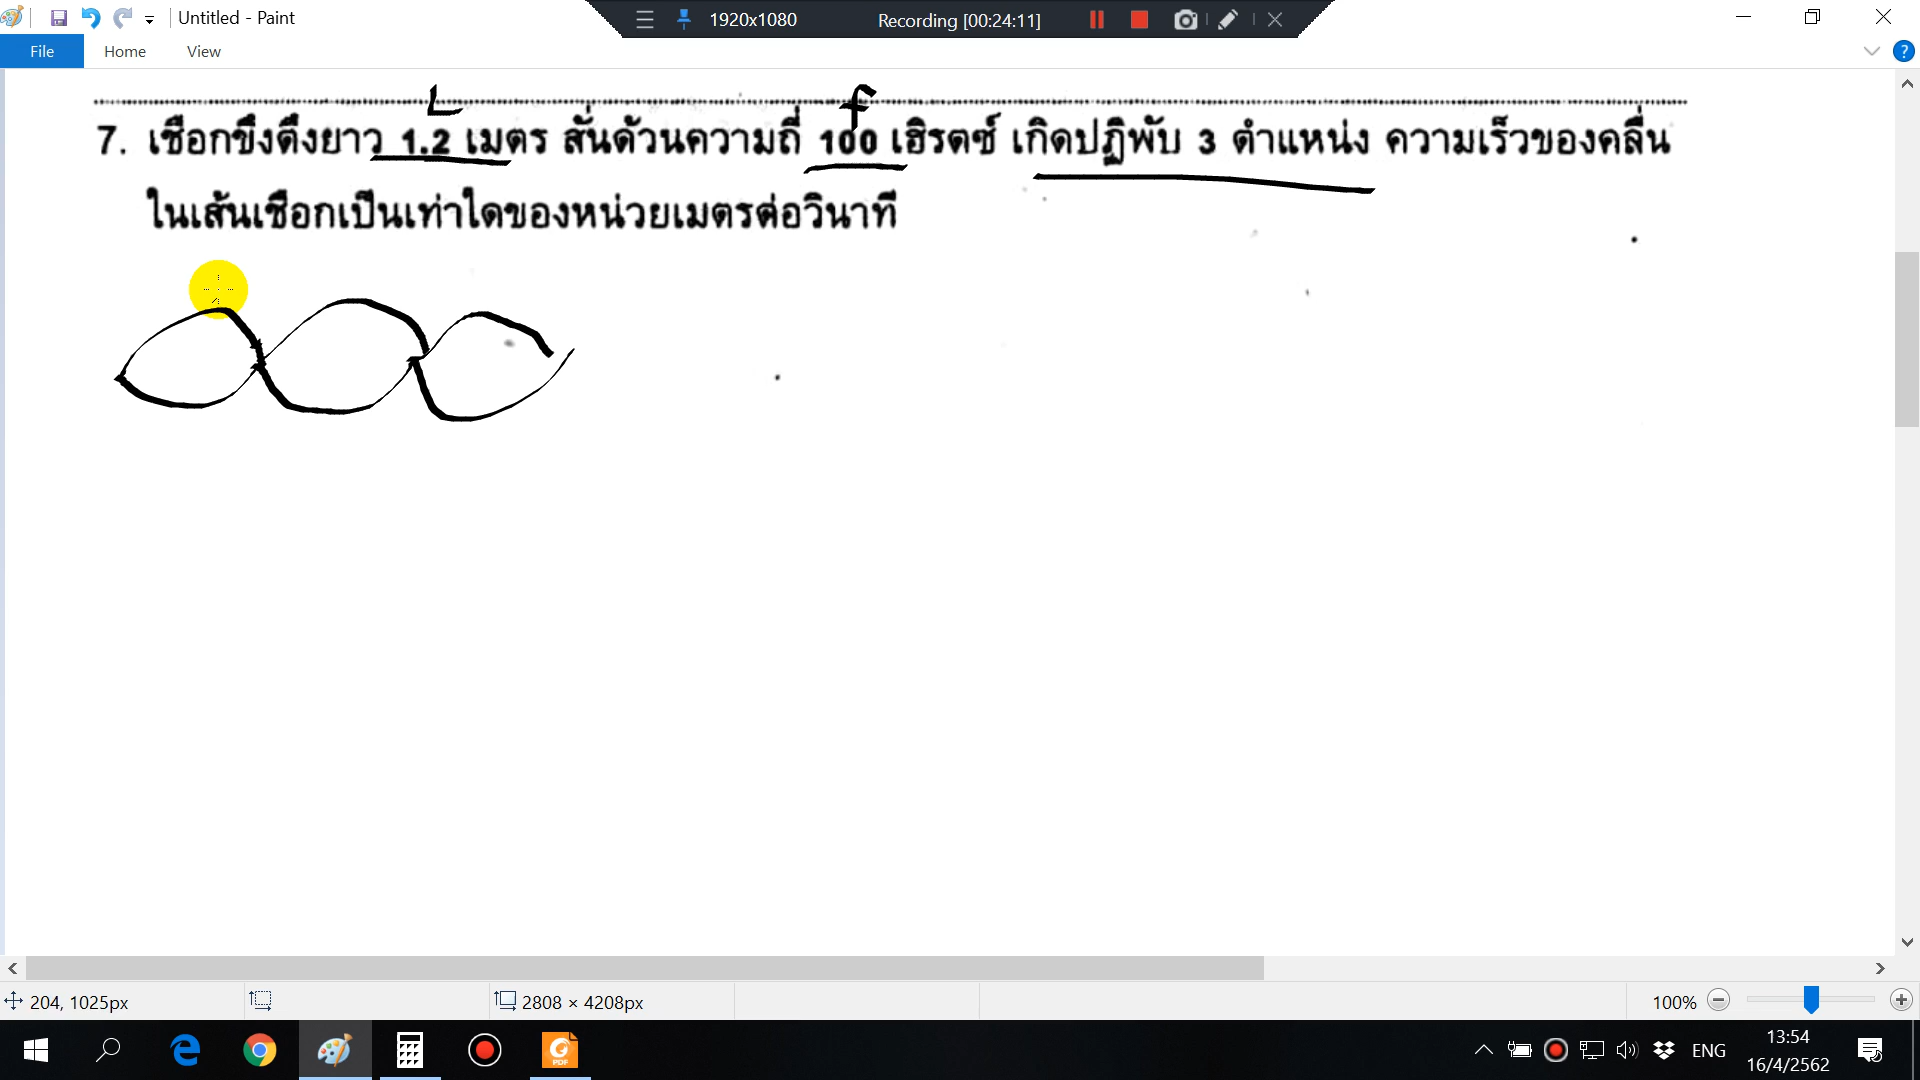 Untitled - Paint
1920x1080
Recording [00:24:11]
File
Home
View
L
f
7. เชือกขึงตึงยาว 1.2 เมตร สั่นด้วนความถี่ 100 เฮิรตซ์ เกิดปฏิพับ 3 ตำแหน่ง ความเร็วของคลื่น
ในเส้นเชือกเป็นเท่าใดของหน่วยเมตรต่อวินาที
204, 1025px
2808 × 4208px
100%
PDF
ENG
13:54
16/4/2562